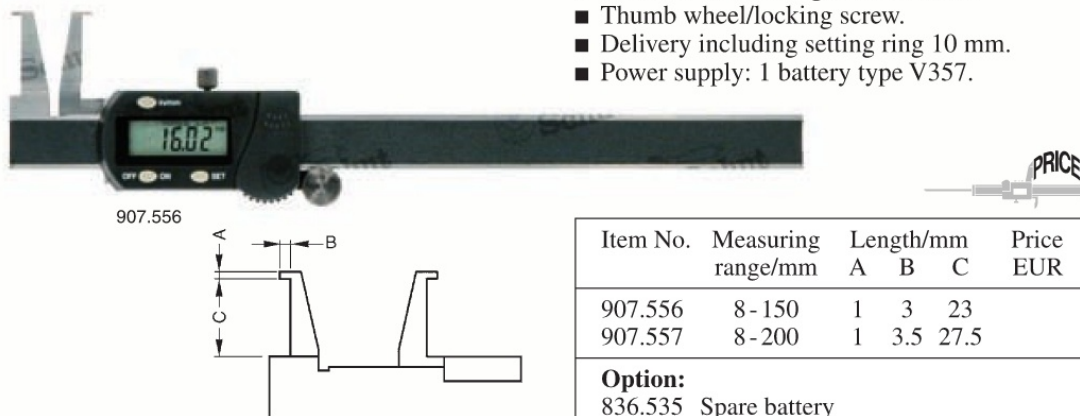 ■ Thumb wheel/locking screw.
■ Delivery including setting ring 10 mm.
■ Power supply: 1 battery type V357.
16.02
OFF ON SET
907.556
A
B
C
PRICE
Item No. Measuring Length/mm Price
range/mm A B C EUR
907.556 8-150 1 3 23
907.557 8-200 1 3.5 27.5
Option:
836.535 Spare battery